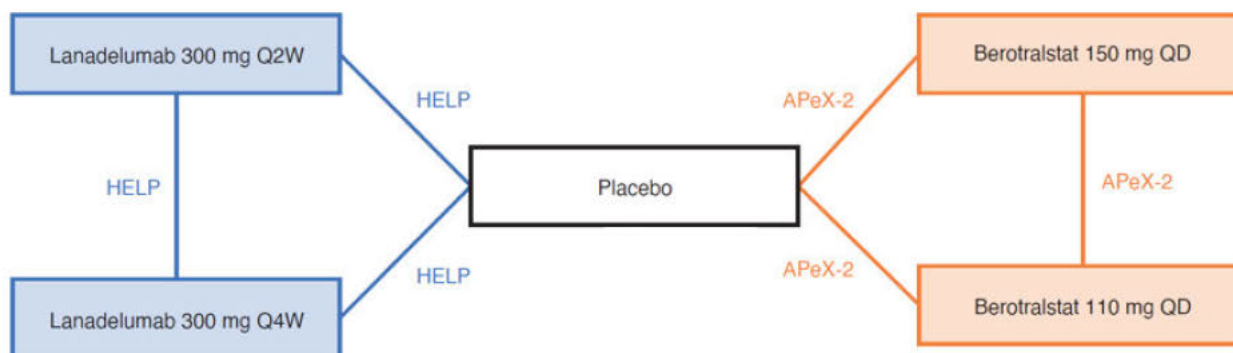 Lanadelumab 300 mg Q2W
Berotralstat 150 mg QD
HELP
APeX-2
HELP
Placebo
APeX-2
HELP
APeX-2
Lanadelumab 300 mg Q4W
Berotralstat 110 mg QD